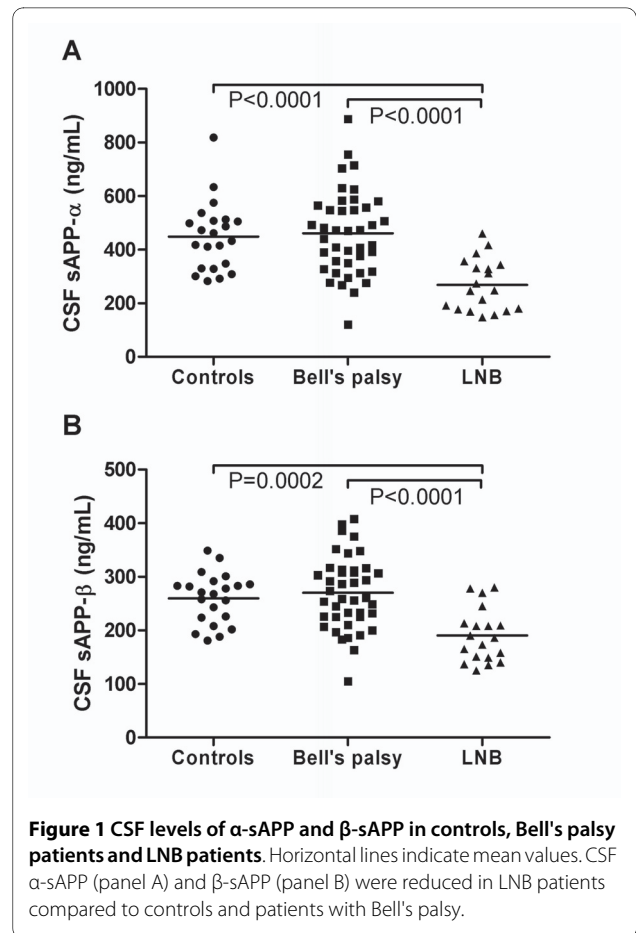 A
1000
800
600
400
200
0
CSF sAPP-α (ng/mL)
P<0.0001
P<0.0001
Controls Bell's palsy LNB
B
500
400
300
200
100
0
CSF sAPP-β (ng/mL)
P=0.0002
P<0.0001
Controls Bell's palsy LNB
Figure 1 CSF levels of α-sAPP and β-sAPP in controls, Bell's palsy
patients and LNB patients. Horizontal lines indicate mean values. CSF
α-sAPP (panel A) and β-sAPP (panel B) were reduced in LNB patients
compared to controls and patients with Bell's palsy.